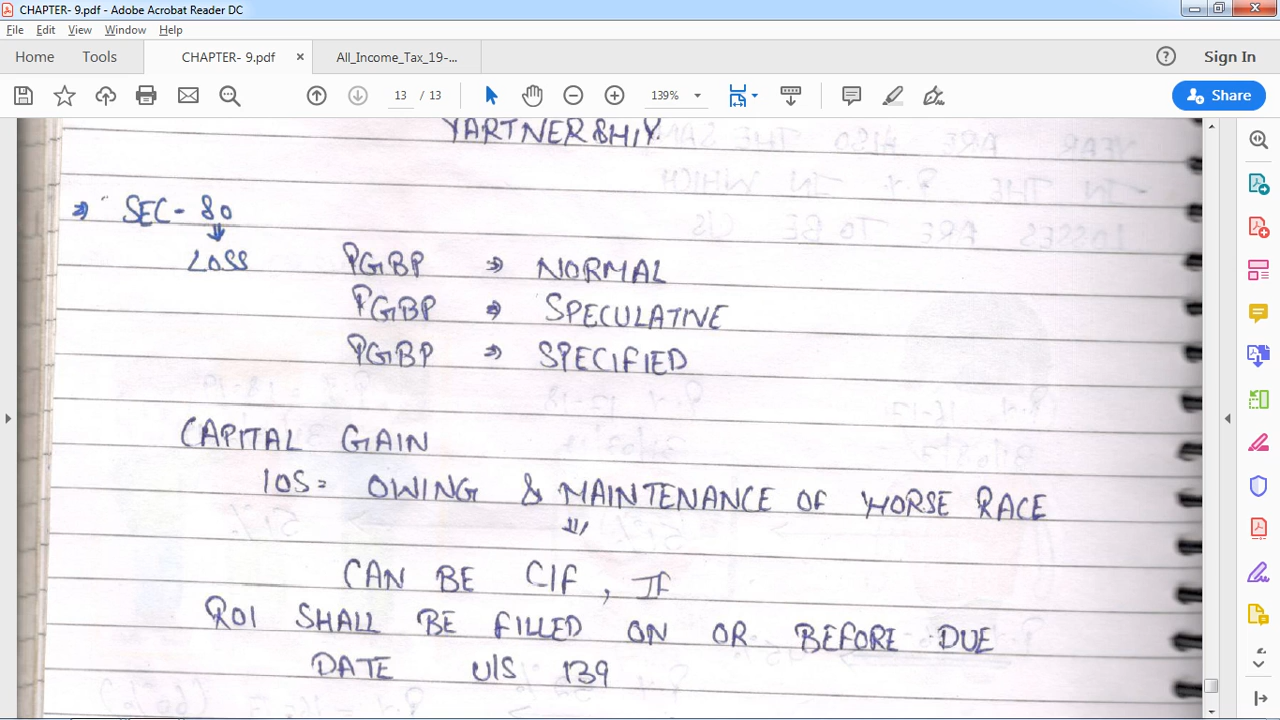 CHAPTER- 9.pdf - Adobe Acrobat Reader DC
File Edit View Window Help
Home Tools CHAPTER- 9.pdf × All_Income_Tax_19-...
? Sign In
13 / 13 139% Share
PARTNERSHIP.
⇒ SEC - 80
LOSS PGBP ⇒ NORMAL
PGBP ⇒ SPECULATIVE
PGBP ⇒ SPECIFIED
CAPITAL GAIN
IOS = OWING & MAINTENANCE OF HORSE RACE
CAN BE C/F, IF
ROI SHALL BE FILLED ON OR BEFORE DUE
DATE U/S 139